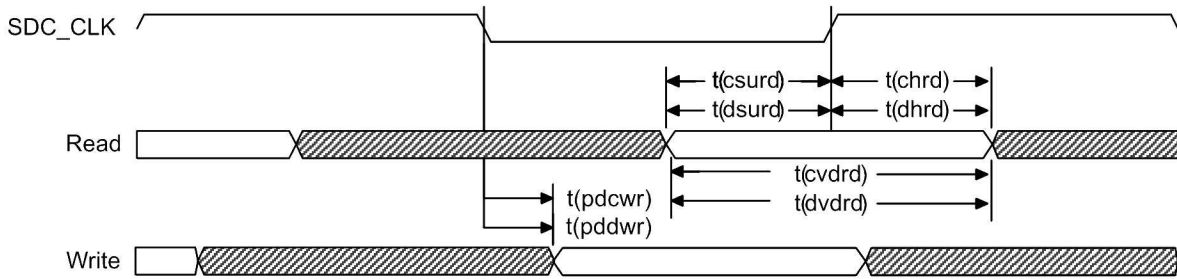 SDC_CLK
t(csurd) t(chrd)
t(dsurd) t(dhrd)
Read
t(cvdrd)
t(pdcwr) t(dvdrd)
t(pddwr)
Write